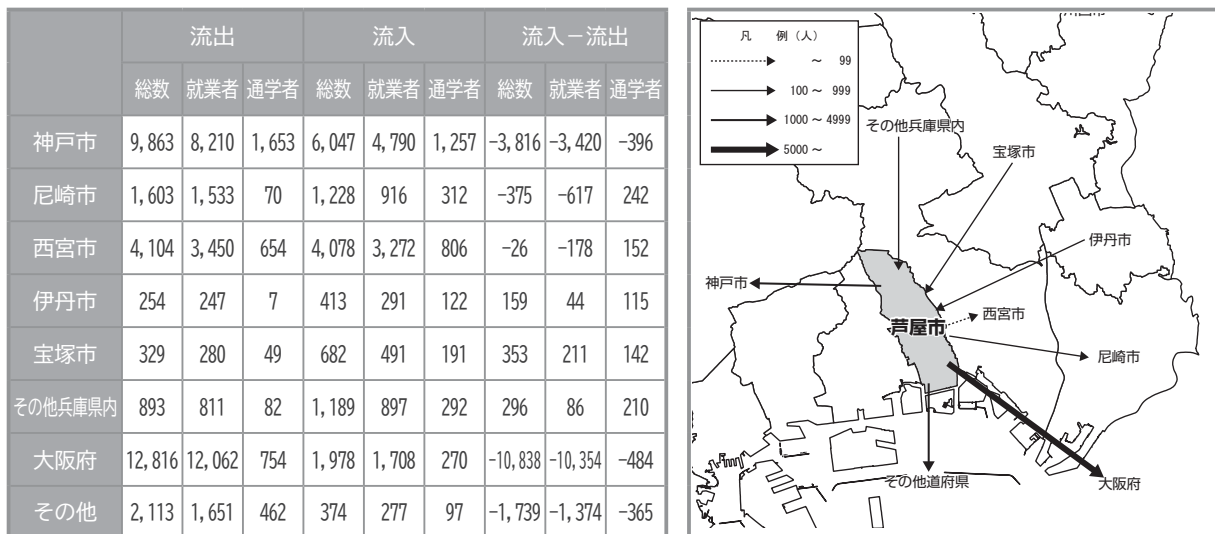 流出 流入 流入－流出
総数 就業者 通学者 総数 就業者 通学者 総数 就業者 通学者
神戸市 9,863 8,210 1,653 6,047 4,790 1,257 -3,816 -3,420 -396
尼崎市 1,603 1,533 70 1,228 916 312 -375 -617 242
西宮市 4,104 3,450 654 4,078 3,272 806 -26 -178 152
伊丹市 254 247 7 413 291 122 159 44 115
宝塚市 329 280 49 682 491 191 353 211 142
その他兵庫県内 893 811 82 1,189 897 292 296 86 210
大阪府 12,816 12,062 754 1,978 1,708 270 -10,838 -10,354 -484
その他 2,113 1,651 462 374 277 97 -1,739 -1,374 -365
凡 例（人）
～ 99
100～ 999
1000～ 4999
5000～
その他兵庫県内
宝塚市
伊丹市
神戸市
西宮市
芦屋市
尼崎市
その他道府県
大阪府